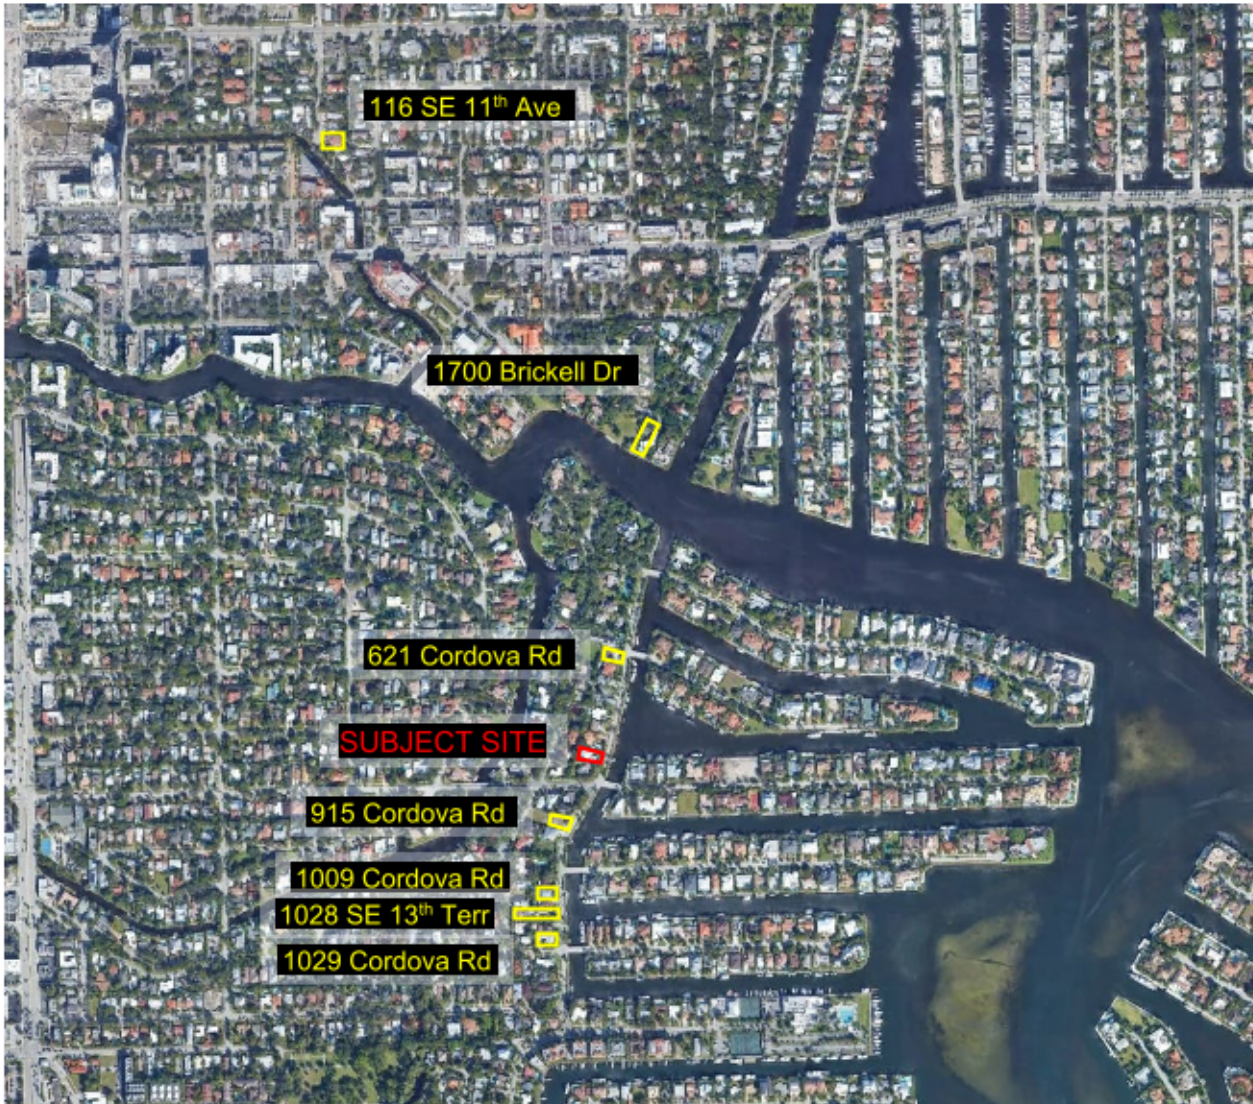 116 SE 11th Ave
1700 Brickell Dr
621 Cordova Rd
SUBJECT SITE
915 Cordova Rd
1009 Cordova Rd
1028 SE 13th Terr
1029 Cordova Rd